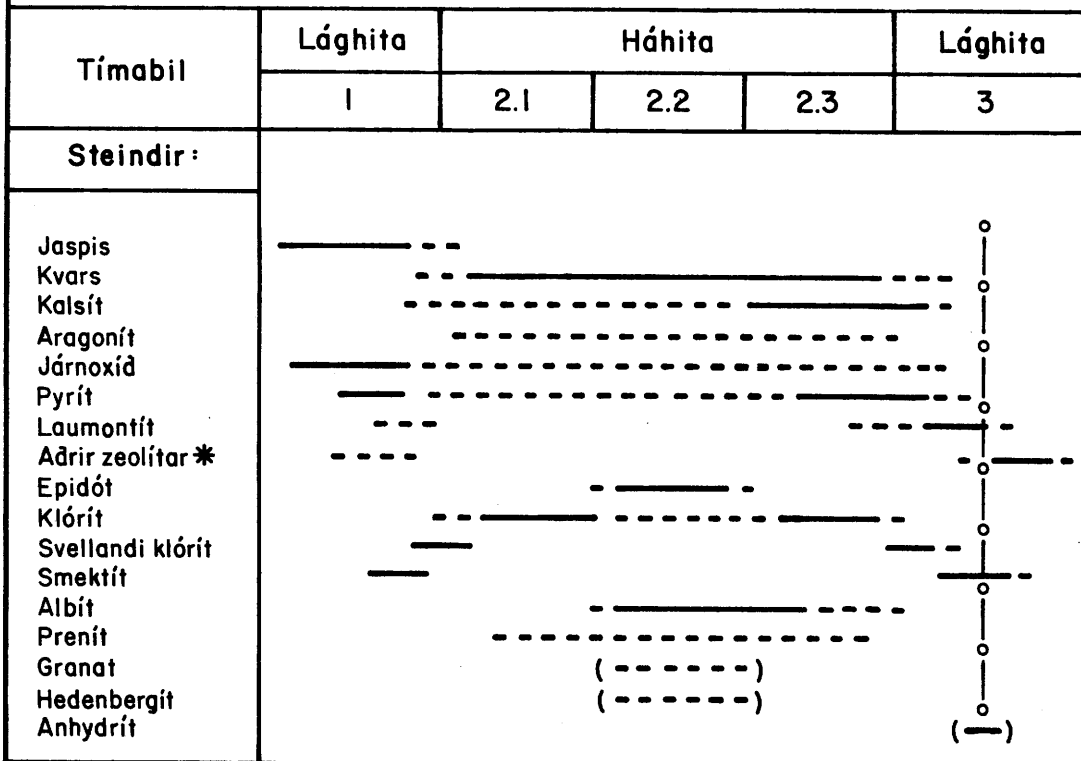 Tímabil
Lághita
Háhita
Lághita
1
2.1
2.2
2.3
3
Steindir:
Jaspis
Kvars
Kalsít
Aragonít
Járnoxíd
Pyrít
Laumontít
Aðrir zeolítar *
Epidót
Klórít
Svellandi klórít
Smektít
Albít
Prenít
Granat
Hedenbergít
Anhydrít